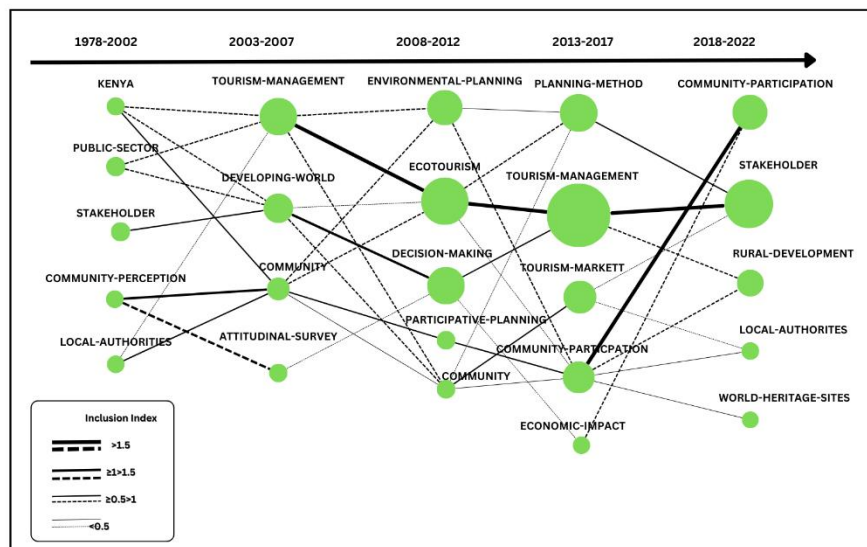 1978-2002
2003-2007
2008-2012
2013-2017
2018-2022
KENYA
PUBLIC-SECTOR
STAKEHOLDER
COMMUNITY-PERCEPTION
LOCAL-AUTHORITIES
TOURISM-MANAGEMENT
DEVELOPING-WORLD
COMMUNITY
ATTITUDINAL-SURVEY
ENVIRONMENTAL-PLANNING
ECOTOURISM
DECISION-MAKING
PARTICIPATIVE-PLANNING
COMMUNITY
PLANNING-METHOD
TOURISM-MANAGEMENT
TOURISM-MARKETT
COMMUNITY-PARTICPATION
ECONOMIC-IMPACT
COMMUNITY-PARTICIPATION
STAKEHOLDER
RURAL-DEVELOPMENT
LOCAL-AUTHORITES
WORLD-HERITAGE-SITES
Inclusion Index
>1.5
≥1>1.5
≥0.5>1
<0.5